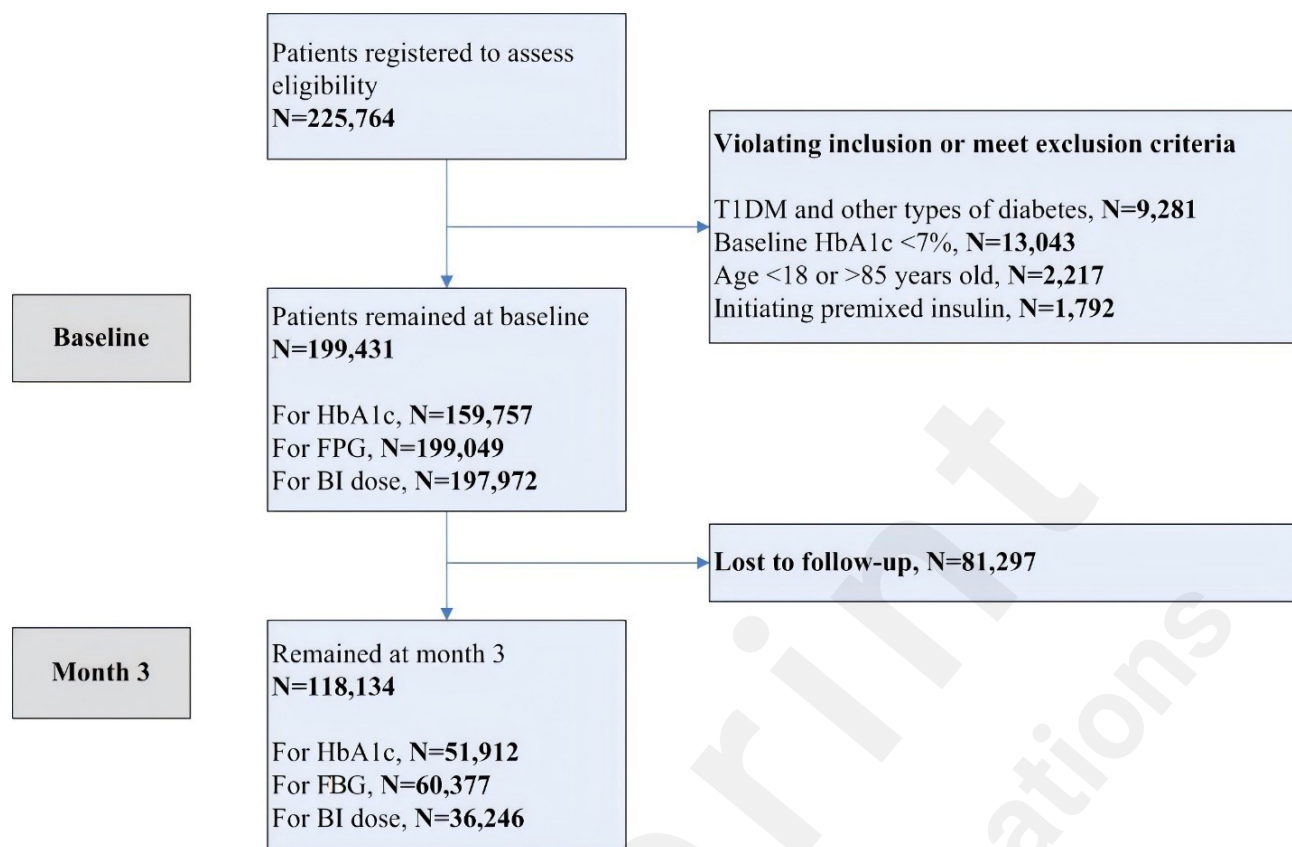 Patients registered to assess
eligibility
N=225,764
Violating inclusion or meet exclusion criteria
T1DM and other types of diabetes, N=9,281
Baseline HbA1c <7%, N=13,043
Age <18 or >85 years old, N=2,217
Initiating premixed insulin, N=1,792
Baseline
Patients remained at baseline
N=199,431
For HbA1c, N=159,757
For FPG, N=199,049
For BI dose, N=197,972
Lost to follow-up, N=81,297
Month 3
Remained at month 3
N=118,134
For HbA1c, N=51,912
For FBG, N=60,377
For BI dose, N=36,246
rint
ations